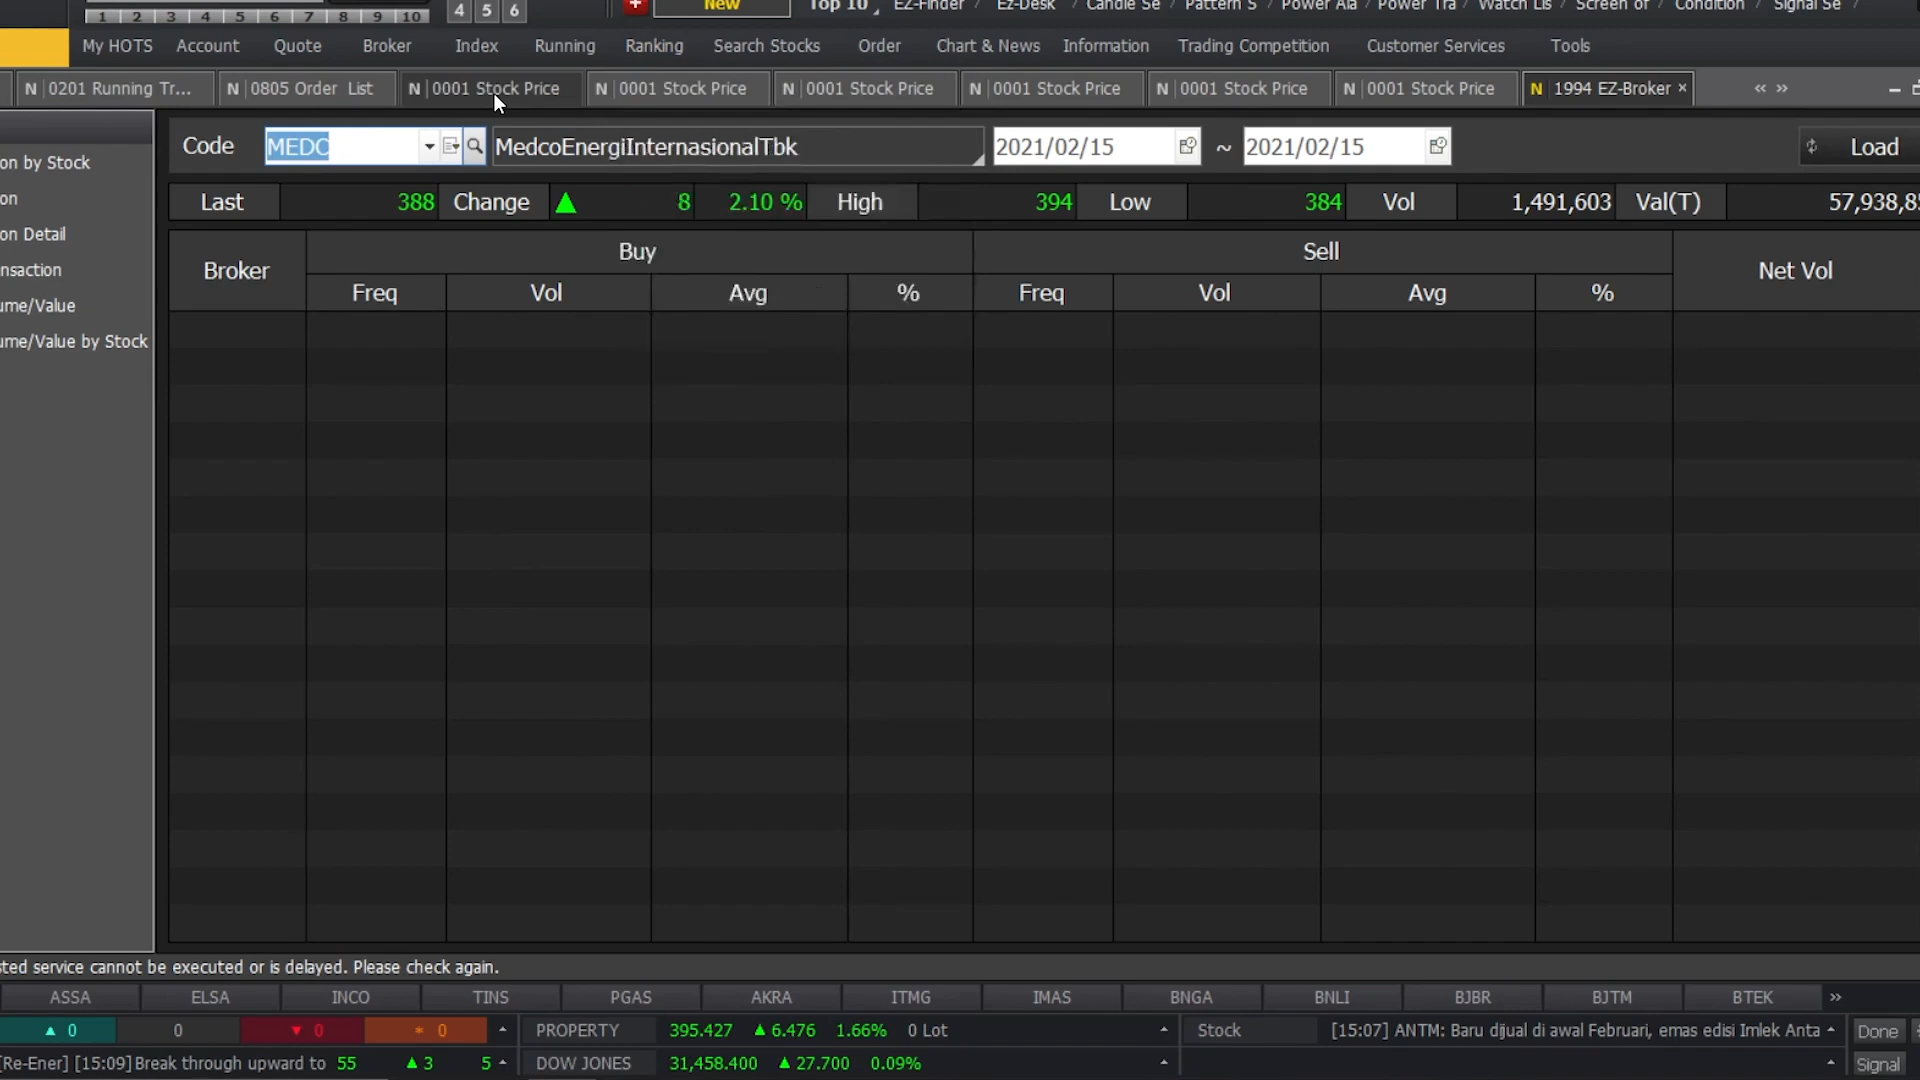 1 2 3 4 5 6 7 8 9 10 4 5 6 New Top 10 EZ-Finder / EZ-Desk / Candle Se / Pattern S / Power Ala / Power Tra / Watch Lis / Screen of / Condition / Signal Se /
My HOTS Account Quote Broker Index Running Ranking Search Stocks Order Chart & News Information Trading Competition Customer Services Tools
N 0201 Running Tr... N 0805 Order List N 0001 Stock Price N 0001 Stock Price N 0001 Stock Price N 0001 Stock Price N 0001 Stock Price N 0001 Stock Price N 1994 EZ-Broker × « »
Code MEDC MedcoEnergiInternasionalTbk 2021/02/15 ~ 2021/02/15 Load
on by Stock
on
on Detail
nsaction
ume/Value
ume/Value by Stock
Last 388 Change ▲ 8 2.10 % High 394 Low 384 Vol 1,491,603 Val(T) 57,938,85
Broker Buy Sell Net Vol
Freq Vol Avg % Freq Vol Avg %
sted service cannot be executed or is delayed. Please check again.
ASSA ELSA INCO TINS PGAS AKRA ITMG IMAS BNGA BNLI BJBR BJTM BTEK »
▲ 0 0 ▼ 0 * 0 PROPERTY 395.427 ▲ 6.476 1.66% 0 Lot Stock [15:07] ANTM: Baru dijual di awal Februari, emas edisi Imlek Anta Done
[Re-Ener] [15:09] Break through upward to 55 ▲ 3 5 DOW JONES 31,458.400 ▲ 27.700 0.09% Signal